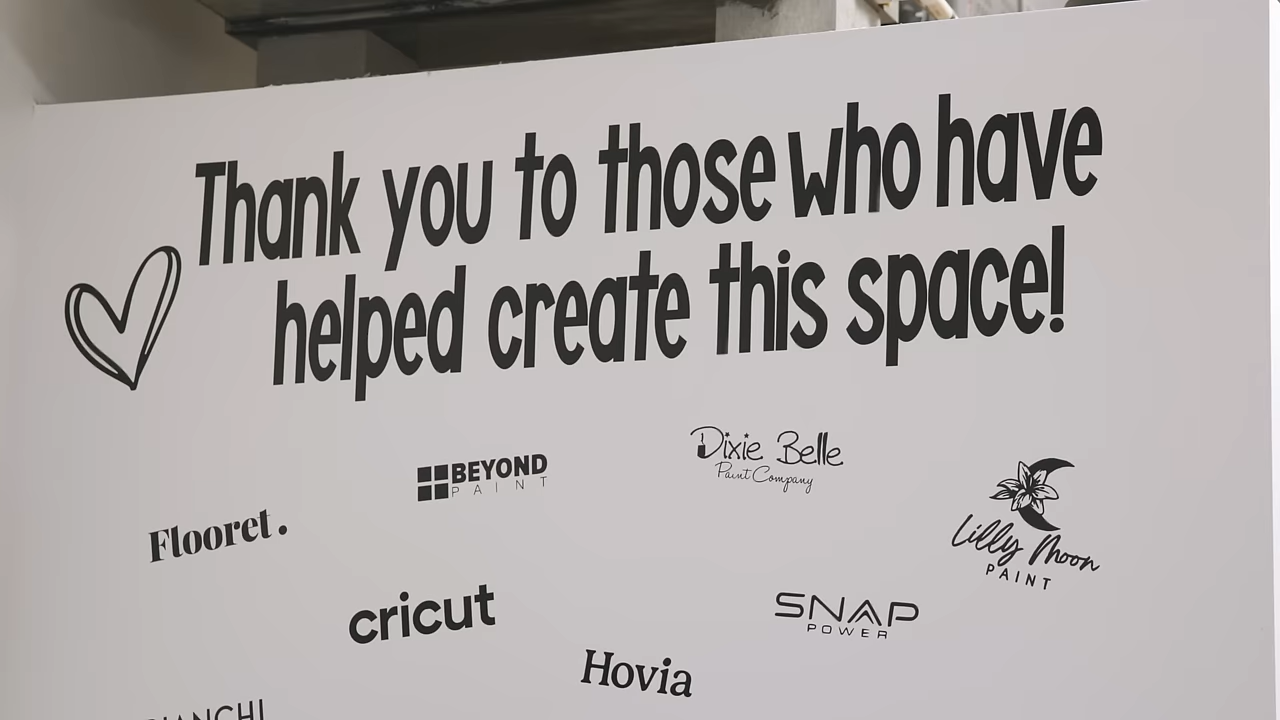 Thank you to those who have
helped create this space!
BEYOND
PAINT
Dixie Belle
Paint Company
Flooret.
Lilly Moon
PAINT
cricut
SNAP
POWER
Hovia